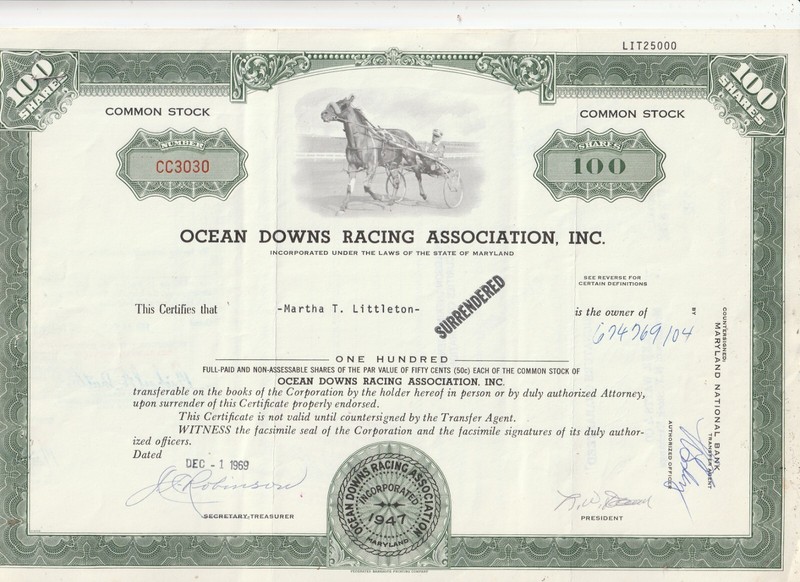 LIT25000
100 SHARES
100 SHARES
COMMON STOCK
COMMON STOCK
NUMBER
CC3030
SHARES
100
OCEAN DOWNS RACING ASSOCIATION, INC.
INCORPORATED UNDER THE LAWS OF THE STATE OF MARYLAND
SEE REVERSE FOR
CERTAIN DEFINITIONS
This Certifies that
-Martha T. Littleton-
SURRENDERED
is the owner of
674769/04
ONE HUNDRED
FULL-PAID AND NON-ASSESSABLE SHARES OF THE PAR VALUE OF FIFTY CENTS (50c) EACH OF THE COMMON STOCK OF
OCEAN DOWNS RACING ASSOCIATION, INC.
transferable on the books of the Corporation by the holder hereof in person or by duly authorized Attorney,
upon surrender of this Certificate properly endorsed.
This Certificate is not valid until countersigned by the Transfer Agent.
WITNESS the facsimile seal of the Corporation and the facsimile signatures of its duly author-
ized officers.
Dated
DEC - 1 1969
SECRETARY-TREASURER
OCEAN DOWNS RACING ASSOCIATION
INCORPORATED
1947
MARYLAND
PRESIDENT
COUNTERSIGNED:
MARYLAND NATIONAL BANK
TRANSFER AGENT
BY
AUTHORIZED OFFICER